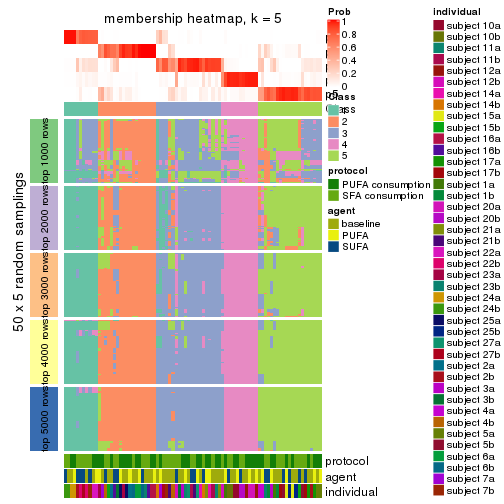 membership heatmap, k = 5
50 x 5 random samplings
top 1000 rows
top 2000 rows
top 3000 rows
top 4000 rows
top 5000 rows
protocol
agent
individual
Prob
1
0.8
0.6
0.4
0.2
0
Class
1
2
3
4
5
protocol
PUFA consumption
SFA consumption
agent
baseline
PUFA
SUFA
individual
subject 10a
subject 10b
subject 11a
subject 11b
subject 12a
subject 12b
subject 14a
subject 14b
subject 15a
subject 15b
subject 16a
subject 16b
subject 17a
subject 17b
subject 1a
subject 1b
subject 20a
subject 20b
subject 21a
subject 21b
subject 22a
subject 22b
subject 23a
subject 23b
subject 24a
subject 24b
subject 25a
subject 25b
subject 27a
subject 27b
subject 2a
subject 2b
subject 3a
subject 3b
subject 4a
subject 4b
subject 5a
subject 5b
subject 6a
subject 6b
subject 7a
subject 7b